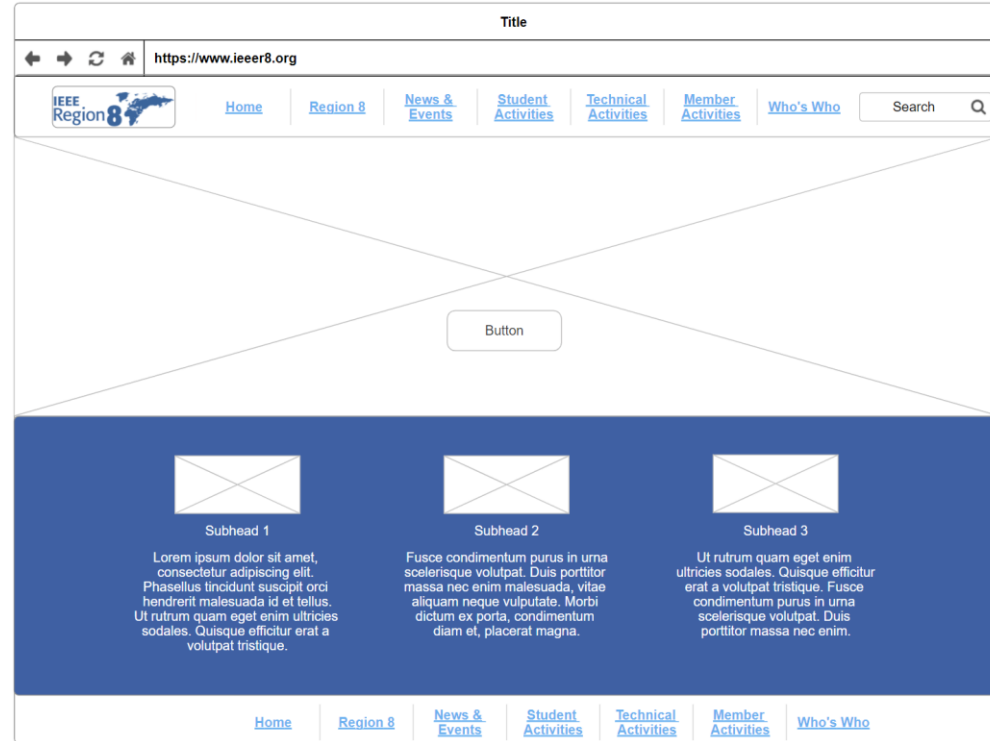 Title
https://www.ieeer8.org
IEEE
Region 8
Home
Region 8
News &
Events
Student
Activities
Technical
Activities
Member
Activities
Who's Who
Search
Button
Subhead 1
Lorem ipsum dolor sit amet,
consectetur adipiscing elit.
Phasellus tincidunt suscipit orci
hendrerit malesuada id et tellus.
Ut rutrum quam eget enim ultricies
sodales. Quisque efficitur erat a
volutpat tristique.
Subhead 2
Fusce condimentum purus in urna
scelerisque volutpat. Duis porttitor
massa nec enim malesuada, vitae
aliquam neque vulputate. Morbi
dictum ex porta, condimentum
diam et, placerat magna.
Subhead 3
Ut rutrum quam eget enim
ultricies sodales. Quisque efficitur
erat a volutpat tristique. Fusce
condimentum purus in urna
scelerisque volutpat. Duis
porttitor massa nec enim.
Home
Region 8
News &
Events
Student
Activities
Technical
Activities
Member
Activities
Who's Who